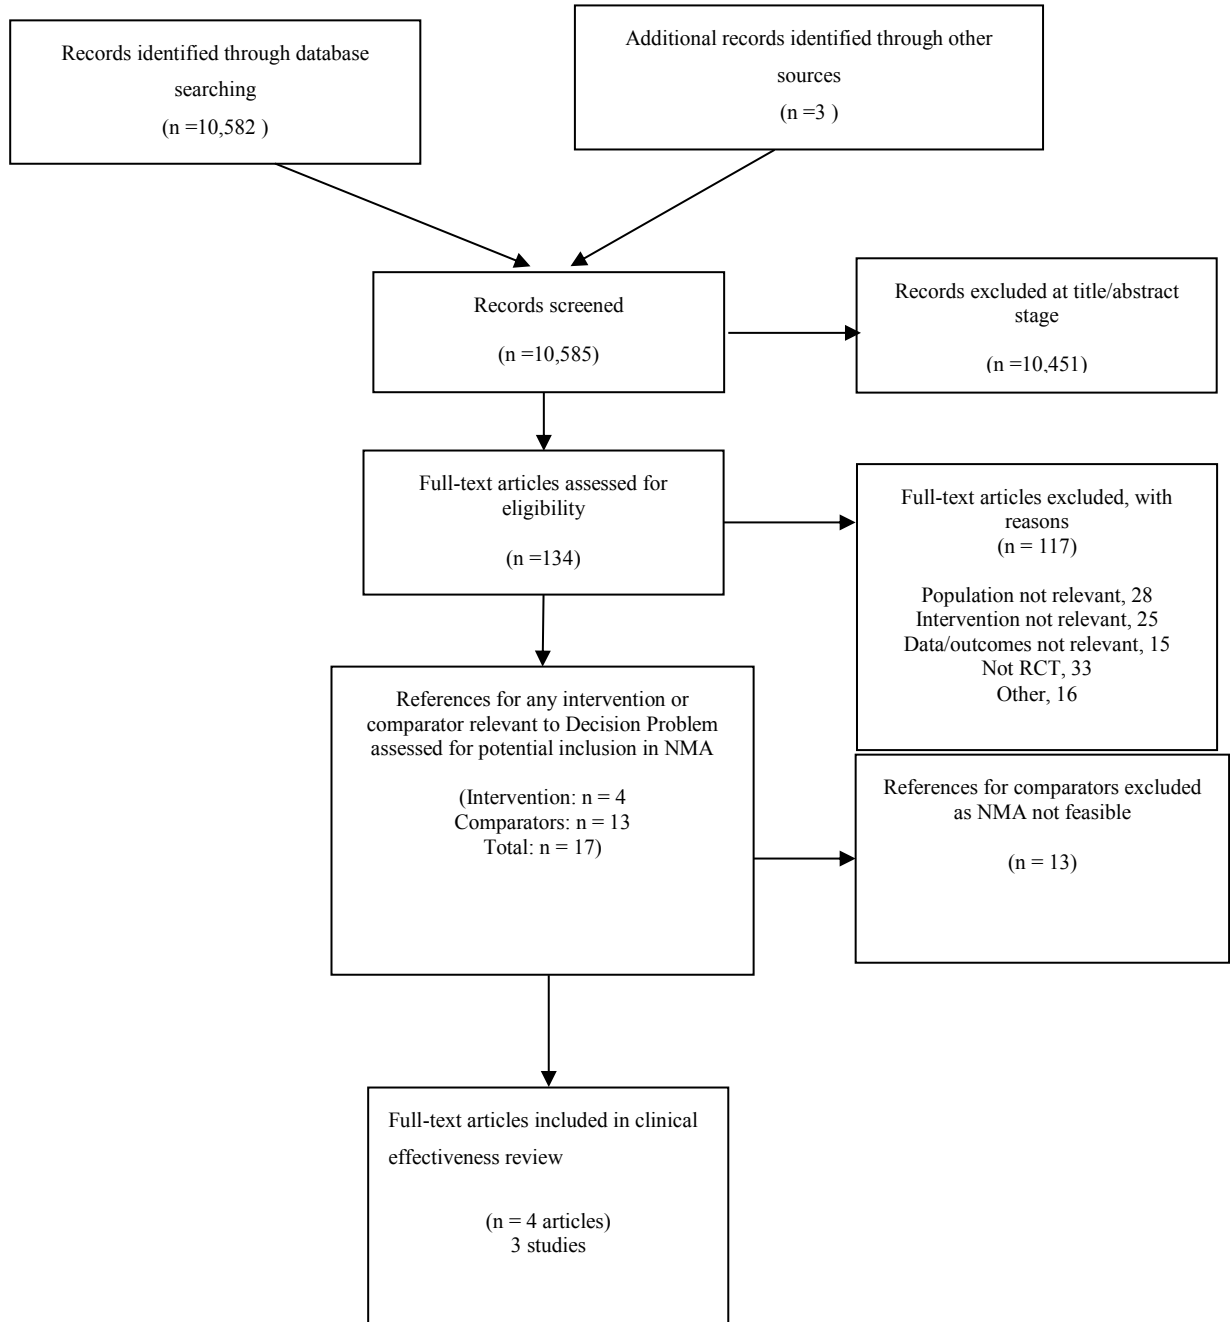 Records identified through database
searching
(n =10,582 )
Additional records identified through other
sources
(n =3 )
Records screened
(n =10,585)
Records excluded at title/abstract
stage
(n =10,451)
Full-text articles assessed for
eligibility
(n =134)
Full-text articles excluded, with
reasons
(n = 117)
Population not relevant, 28
Intervention not relevant, 25
Data/outcomes not relevant, 15
Not RCT, 33
Other, 16
References for any intervention or
comparator relevant to Decision Problem
assessed for potential inclusion in NMA
(Intervention: n = 4
Comparators: n = 13
Total: n = 17)
References for comparators excluded
as NMA not feasible
(n = 13)
Full-text articles included in clinical
effectiveness review
(n = 4 articles)
3 studies